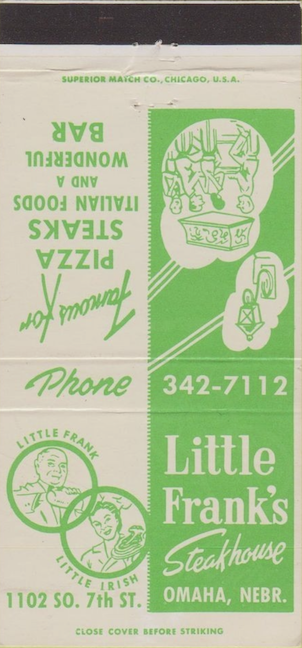 SUPERIOR MATCH CO., CHICAGO, U.S.A.
Famous for
PIZZA
STEAKS
ITALIAN FOODS
AND A
WONDERFUL
BAR
Phone 342-7112
LITTLE FRANK
LITTLE IRISH
1102 SO. 7th ST.
Little
Frank's
Steakhouse
OMAHA, NEBR.
CLOSE COVER BEFORE STRIKING